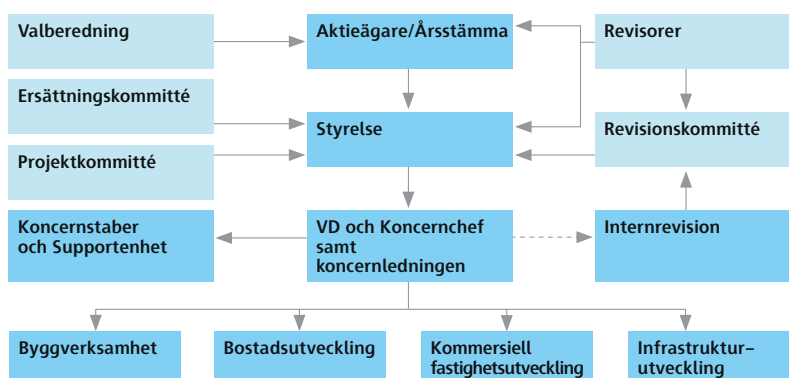 Valberedning
Aktieägare/Årsstämma
Revisorer
Ersättningskommitté
Styrelse
Revisionskommitté
Projektkommitté
Koncernstaber
och Supportenhet
VD och Koncernchef
samt
koncernledningen
Internrevision
Byggverksamhet
Bostadsutveckling
Kommersiell
fastighetsutveckling
Infrastruktur–
utveckling